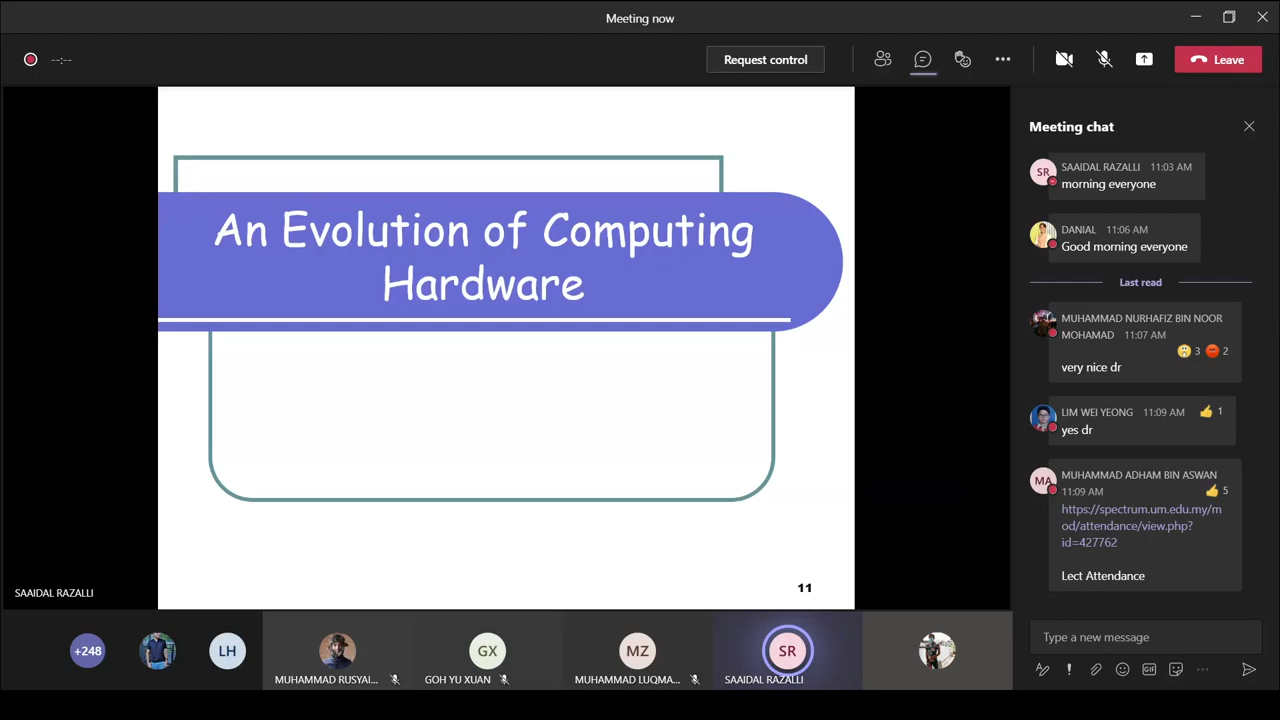 Meeting now
--:--
Request control
Leave
An Evolution of Computing
Hardware
11
SAAIDAL RAZALLI
Meeting chat
SR
SAAIDAL RAZALLI 11:03 AM
morning everyone
DANIAL 11:06 AM
Good morning everyone
Last read
MUHAMMAD NURHAFIZ BIN NOOR
MOHAMAD 11:07 AM
3 2
very nice dr
LIM WEI YEONG 11:09 AM 1
yes dr
MA
MUHAMMAD ADHAM BIN ASWAN
11:09 AM 5
https://spectrum.um.edu.my/m
od/attendance/view.php?
id=427762
Lect Attendance
Type a new message
GIF
+248
LH
GX
MZ
SR
MUHAMMAD RUSYAI...
GOH YU XUAN
MUHAMMAD LUQMA...
SAAIDAL RAZALLI